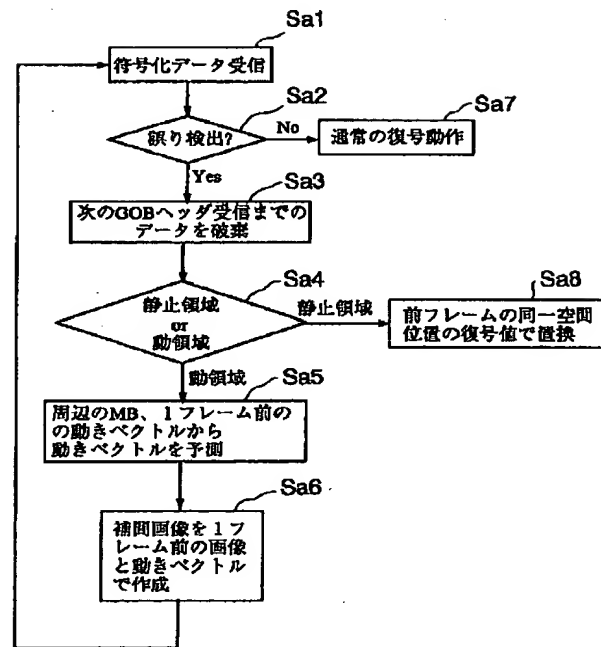 Sa1
符号化データ受信
Sa2
誤り検出?
No
Sa7
通常の復号動作
Yes
Sa3
次のGOBヘッダ受信までの
データを破棄
Sa4
静止領域
or
動領域
静止領域
Sa8
前フレームの同一空間
位置の復号値で置換
動領域
Sa5
周辺のMB、1フレーム前の
の動きベクトルから
動きベクトルを予測
Sa6
補間画像を1フ
レーム前の画像
と動きベクトル
で作成